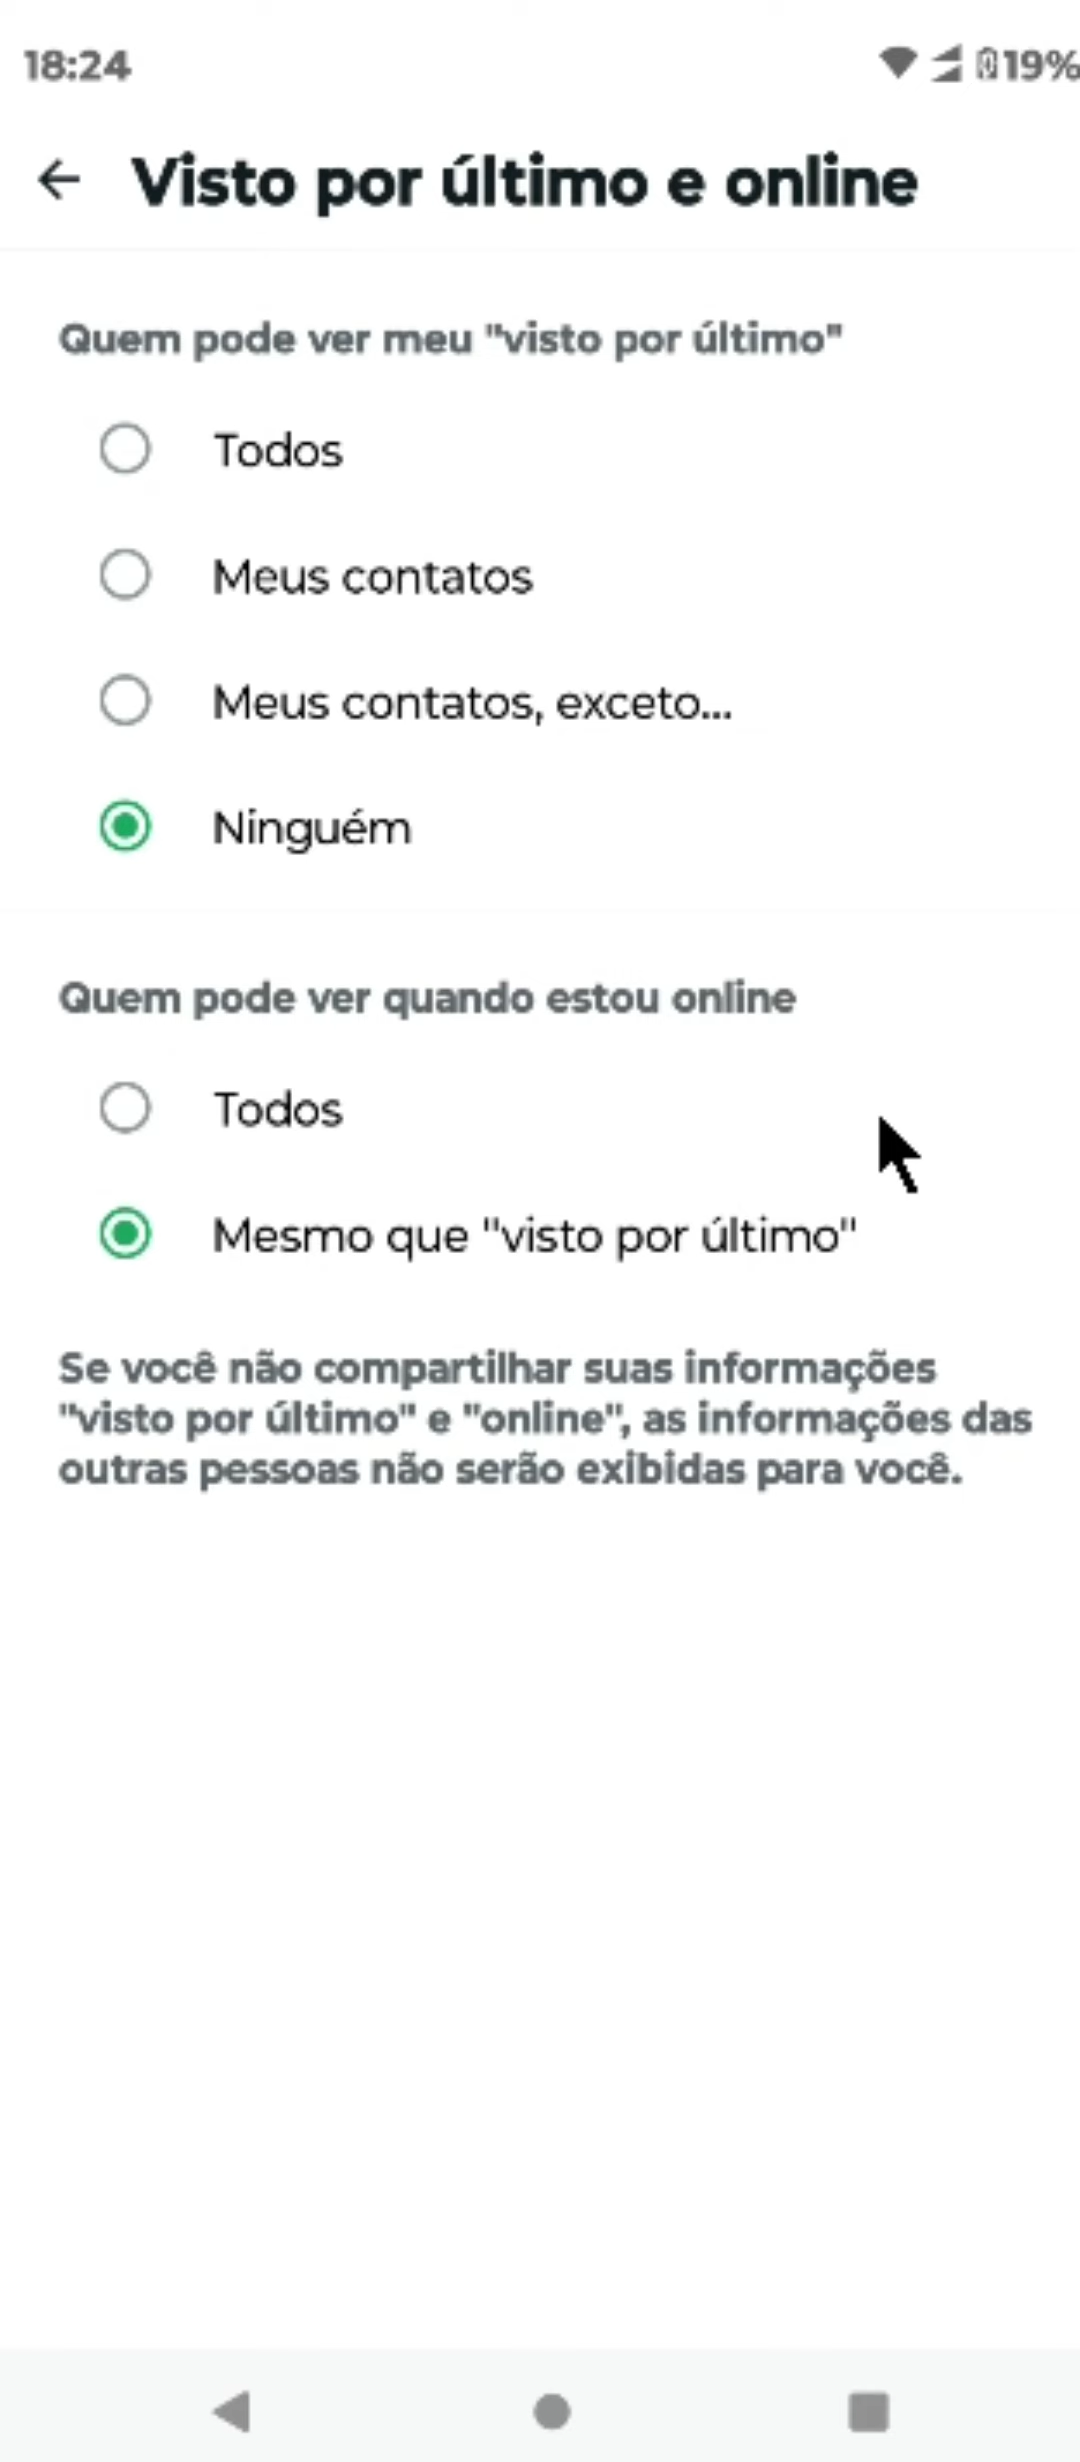 18:24
19%
Visto por último e online
Quem pode ver meu "visto por último"
Todos
Meus contatos
Meus contatos, exceto...
Ninguém
Quem pode ver quando estou online
Todos
Mesmo que "visto por último"
Se você não compartilhar suas informações
"visto por último" e "online", as informações das
outras pessoas não serão exibidas para você.